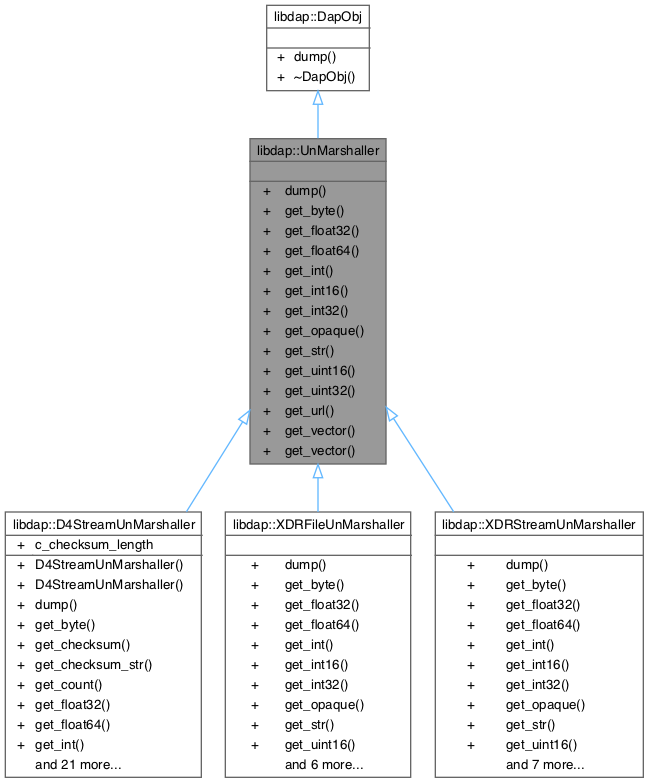 libdap::DapObj
+ dump()
+ ~DapObj()
libdap::UnMarshaller
+ dump()
+ get_byte()
+ get_float32()
+ get_float64()
+ get_int()
+ get_int16()
+ get_int32()
+ get_opaque()
+ get_str()
+ get_uint16()
+ get_uint32()
+ get_url()
+ get_vector()
+ get_vector()
libdap::D4StreamUnMarshaller
+ c_checksum_length
+ D4StreamUnMarshaller()
+ D4StreamUnMarshaller()
+ dump()
+ get_byte()
+ get_checksum()
+ get_checksum_str()
+ get_count()
+ get_float32()
+ get_float64()
+ get_int()
and 21 more...
libdap::XDRFileUnMarshaller
+ dump()
+ get_byte()
+ get_float32()
+ get_float64()
+ get_int()
+ get_int16()
+ get_int32()
+ get_opaque()
+ get_str()
+ get_uint16()
and 6 more...
libdap::XDRStreamUnMarshaller
+ dump()
+ get_byte()
+ get_float32()
+ get_float64()
+ get_int()
+ get_int16()
+ get_int32()
+ get_opaque()
+ get_str()
+ get_uint16()
and 7 more...